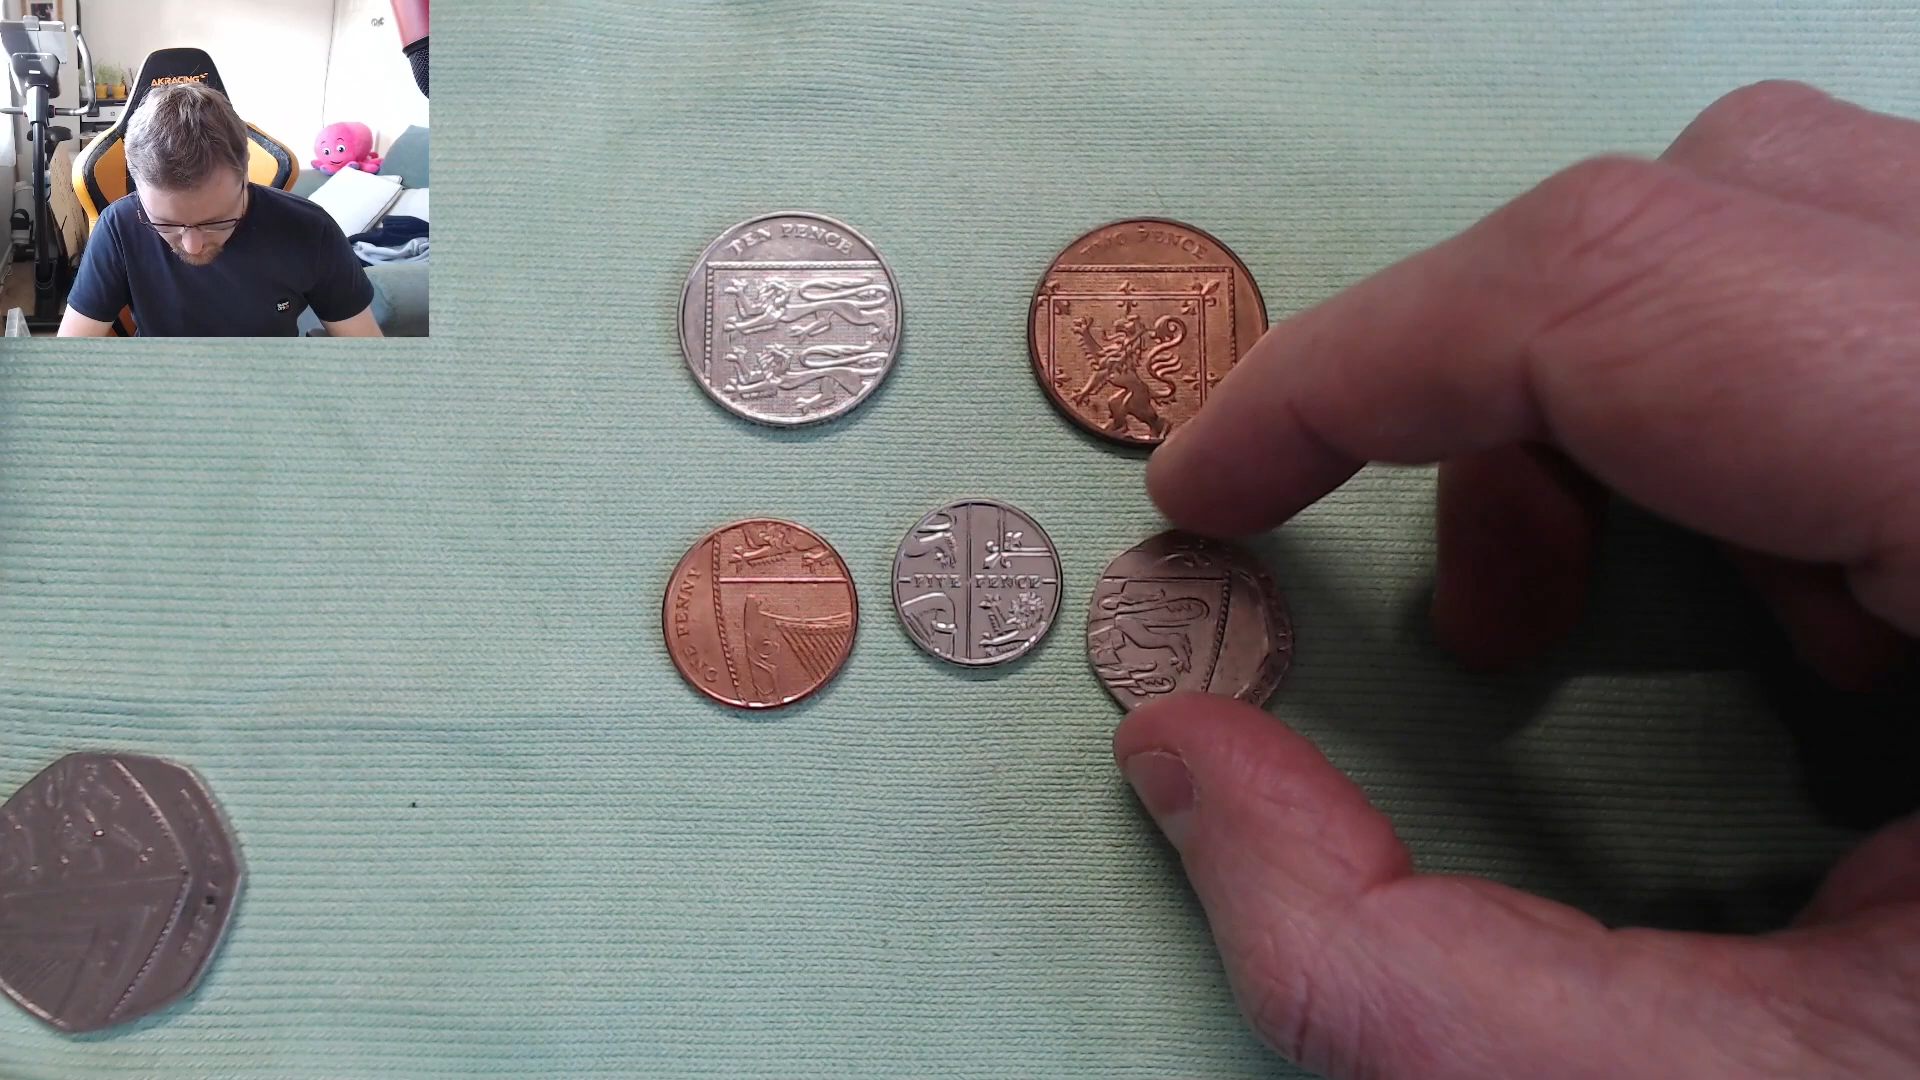 AKRACING
TEN PENCE
TWO PENCE
ONE PENNY
FIVE PENCE